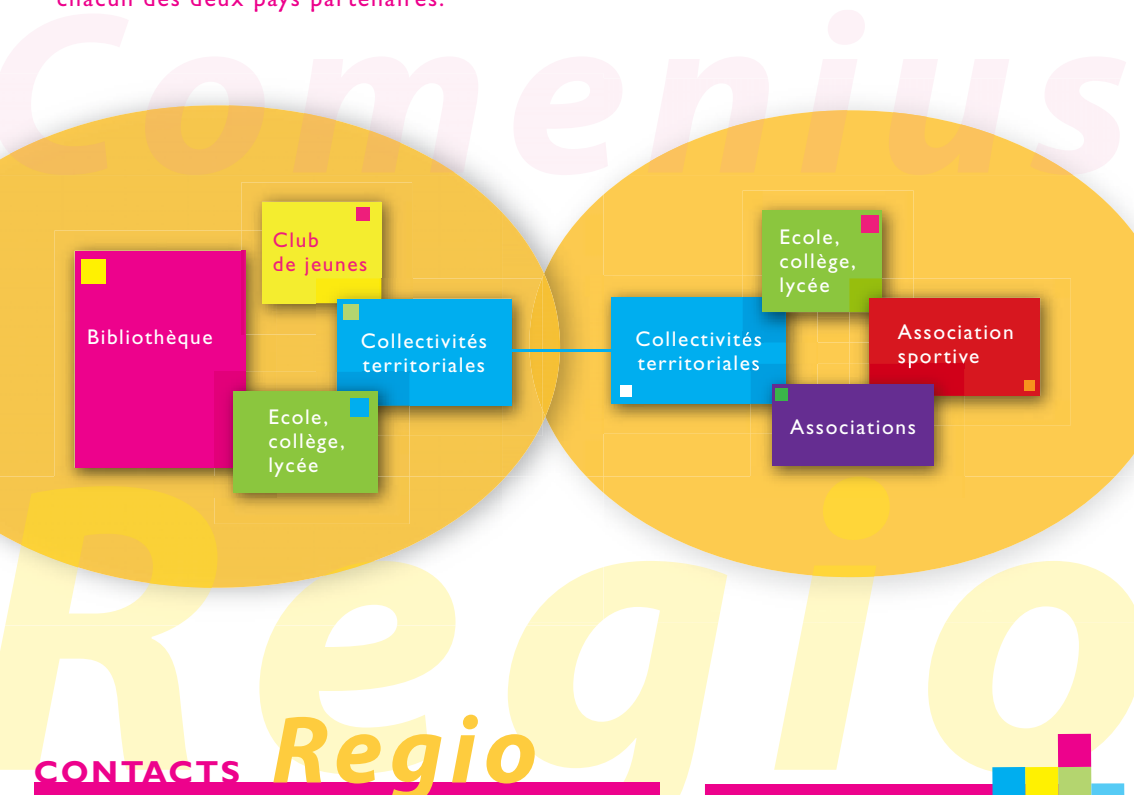 chacun des deux pays partenaires.
Comenius
Club
de jeunes
Bibliothèque
Collectivités
territoriales
Ecole,
collège,
lycée
Ecole,
collège,
lycée
Collectivités
territoriales
Association
sportive
Associations
Regio
CONTACTS Regio